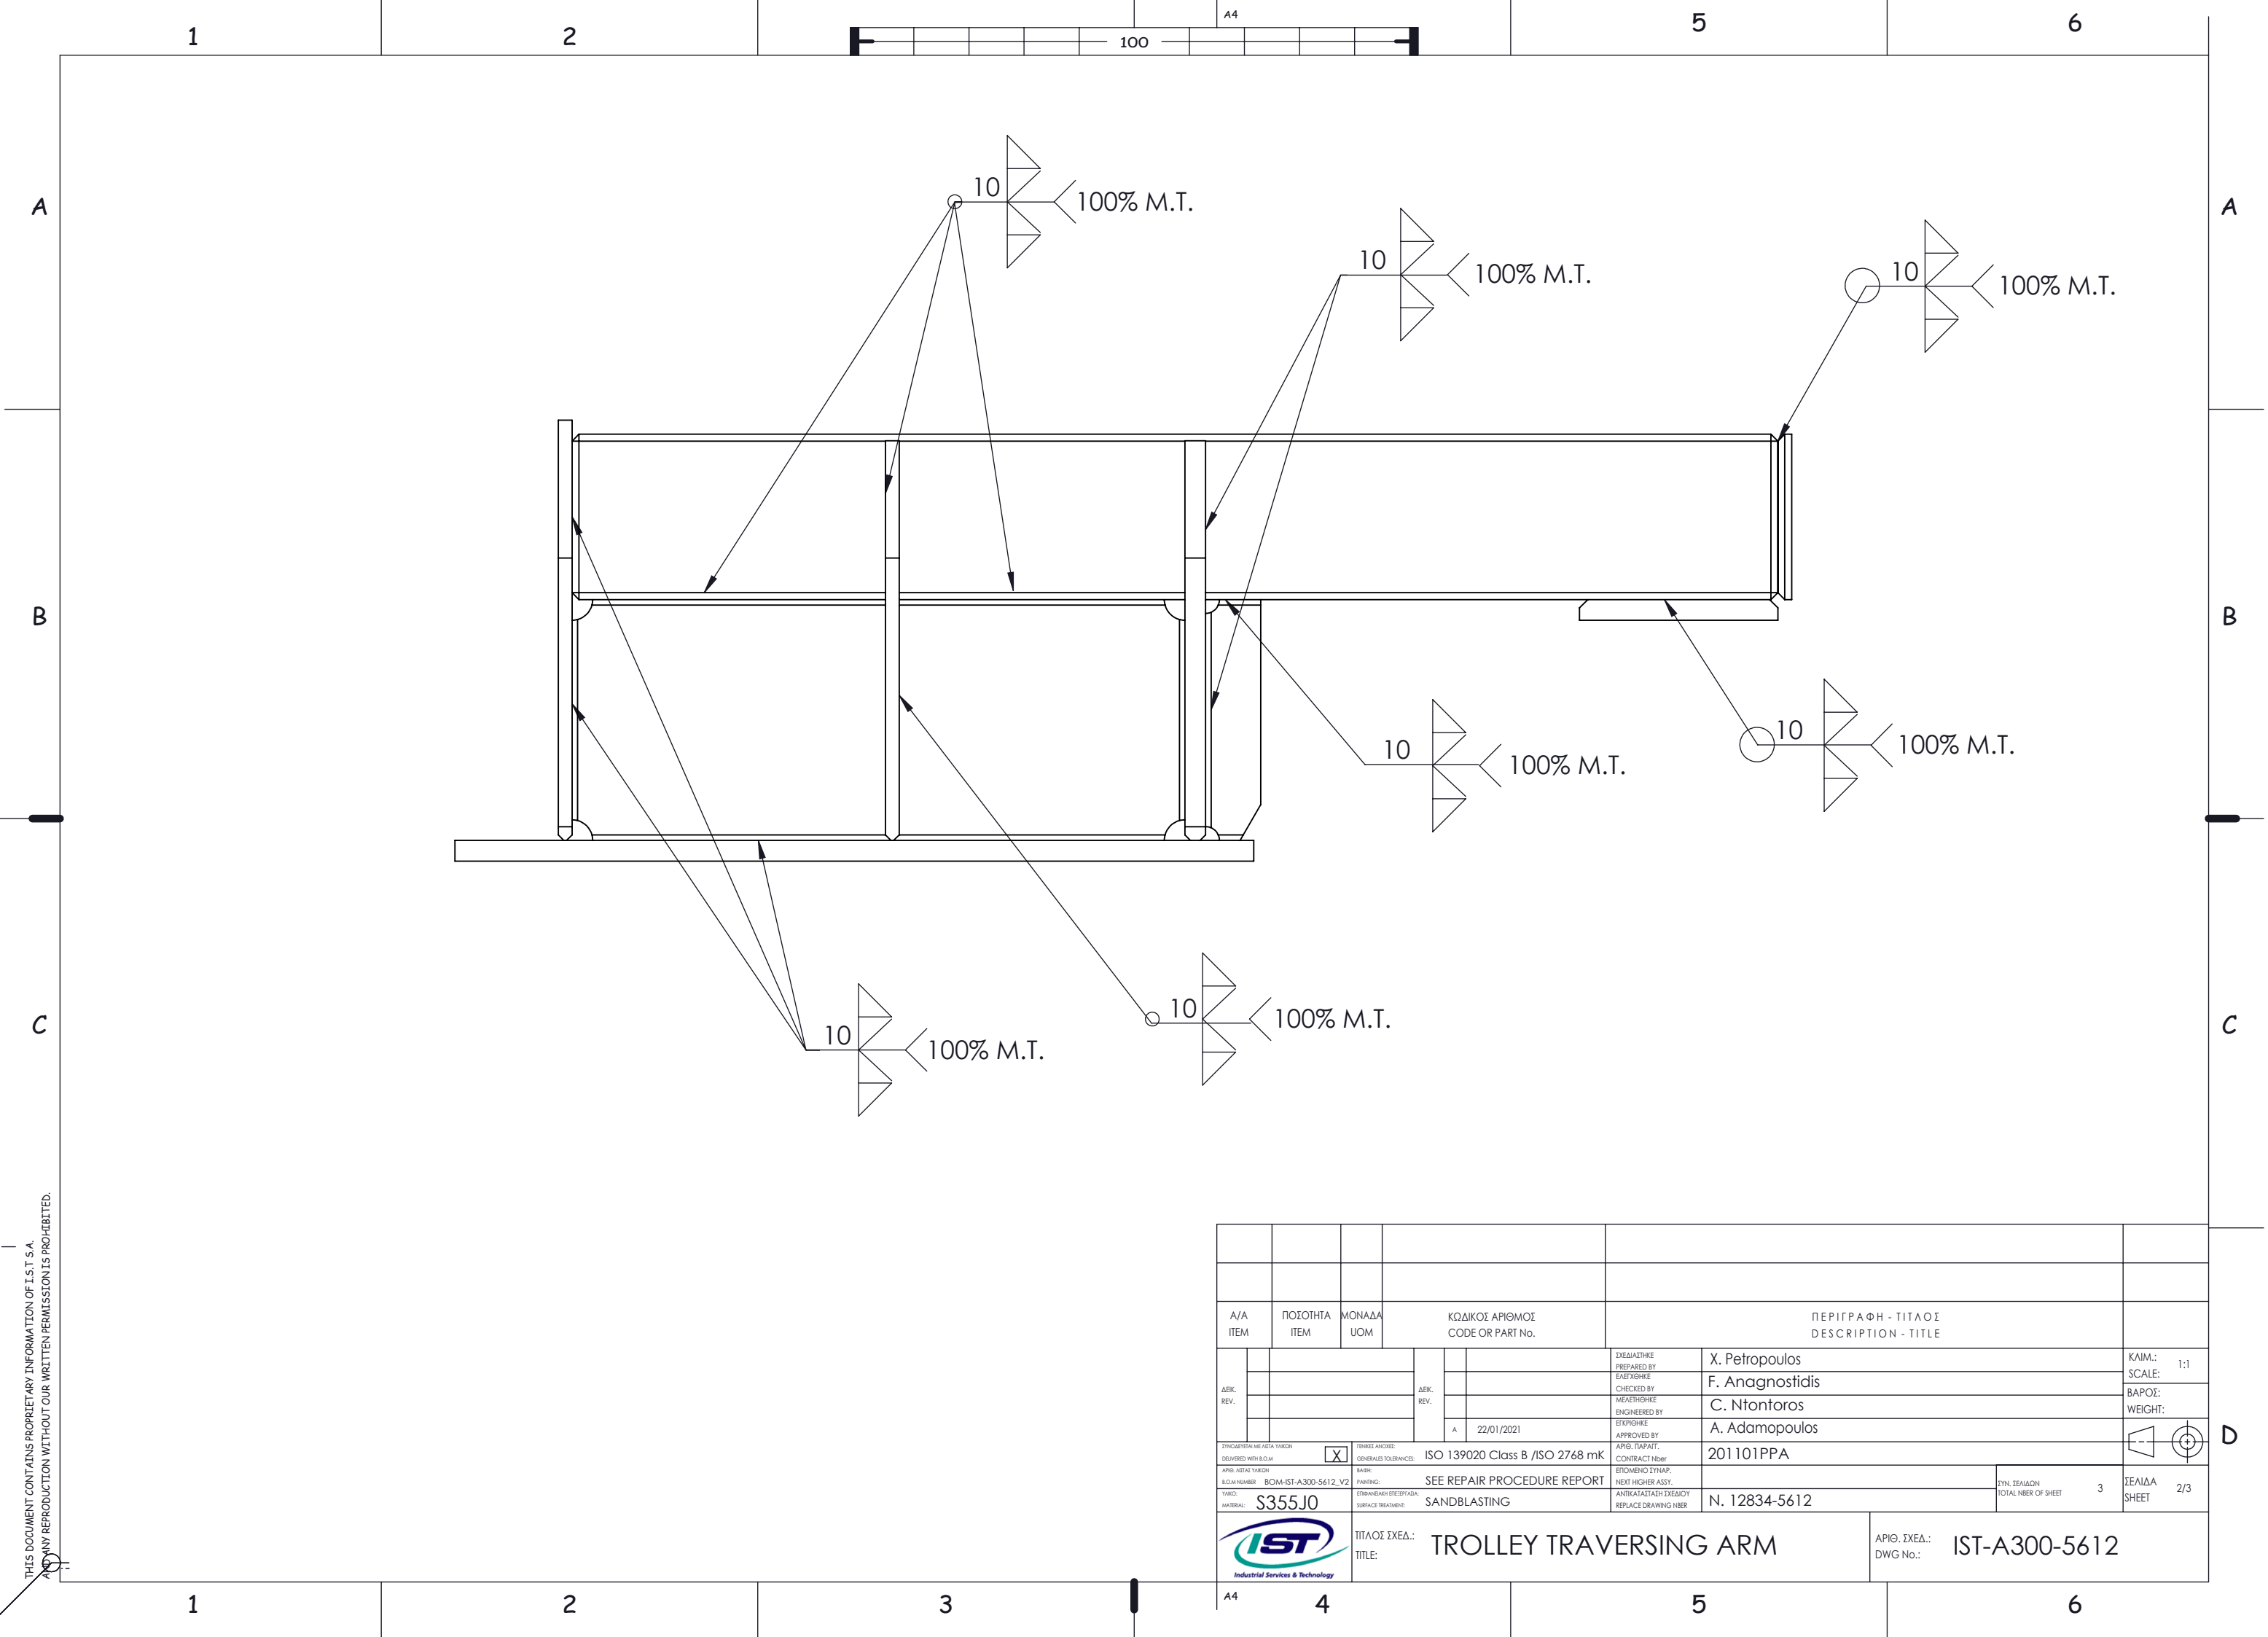 A4
1
2
100
5
6
A
A
10
100% M.T.
10
100% M.T.
10
100% M.T.
B
B
10
100% M.T.
10
100% M.T.
C
C
10
100% M.T.
10
100% M.T.
THIS DOCUMENT CONTAINS PROPRIETARY INFORMATION OF I.S.T S.A.
AND ANY REPRODUCTION WITHOUT OUR WRITTEN PERMISSION IS PROHIBITED.
Α/Α ΠΟΣΟΤΗΤΑ ΜΟΝΑΔΑ ΚΩΔΙΚΟΣ ΑΡΙΘΜΟΣ ΠΕΡΙΓΡΑΦΗ - ΤΙΤΛΟΣ
ITEM ITEM UOM CODE OR PART No. DESCRIPTION - TITLE
ΣΧΕΔΙΑΣΤΗΚΕ
PREPARED BY
X. Petropoulos
ΚΛΙΜ.:
SCALE:
1:1
ΕΛΕΓΧΘΗΚΕ
CHECKED BY
F. Anagnostidis
ΔΕΙΚ.
REV.
ΔΕΙΚ.
REV.
ΒΑΡΟΣ:
WEIGHT:
ΜΕΛΕΤΗΘΗΚΕ
ENGINEERED BY
C. Ntontoros
A 22/01/2021
ΕΓΚΡΙΘΗΚΕ
APPROVED BY
A. Adamopoulos
D
ΣΥΝΟΔΕΥΕΤΑΙ ΜΕ ΛΙΣΤΑ ΥΛΙΚΩΝ
DELIVERED WITH B.O.M
X
ΓΕΝΙΚΕΣ ΑΝΟΧΕΣ:
GENERALES TOLERANCES:
ISO 139020 Class B /ISO 2768 mK
ΑΡΙΘ. ΠΑΡΑΓΓ.
CONTRACT Nber
201101PPA
ΑΡΙΘ. ΛΙΣΤΑΣ ΥΛΙΚΩΝ
B.O.M NUMBER
BOM-IST-A300-5612_V2
ΒΑΦΗ:
PAINTING:
SEE REPAIR PROCEDURE REPORT
ΕΠΟΜΕΝΟ ΣΥΝΑΡ.
NEXT HIGHER ASSY.
ΣΥΝ. ΣΕΛΙΔΩΝ
TOTAL NBER OF SHEET
3
ΣΕΛΙΔΑ
SHEET
2/3
ΥΛΙΚΟ:
MATERIAL:
S355J0
ΕΠΙΦΑΝΕΙΑΚΗ ΕΠΕΞΕΡΓΑΣΙΑ:
SURFACE TREATMENT:
SANDBLASTING
ΑΝΤΙΚΑΤΑΣΤΑΣΗ ΣΧΕΔΙΟΥ
REPLACE DRAWING NBER
N. 12834-5612
IST
Industrial Services & Technology
ΤΙΤΛΟΣ ΣΧΕΔ.:
TITLE:
TROLLEY TRAVERSING ARM
ΑΡΙΘ. ΣΧΕΔ.:
DWG No.:
IST-A300-5612
1
2
3
A4
4
5
6